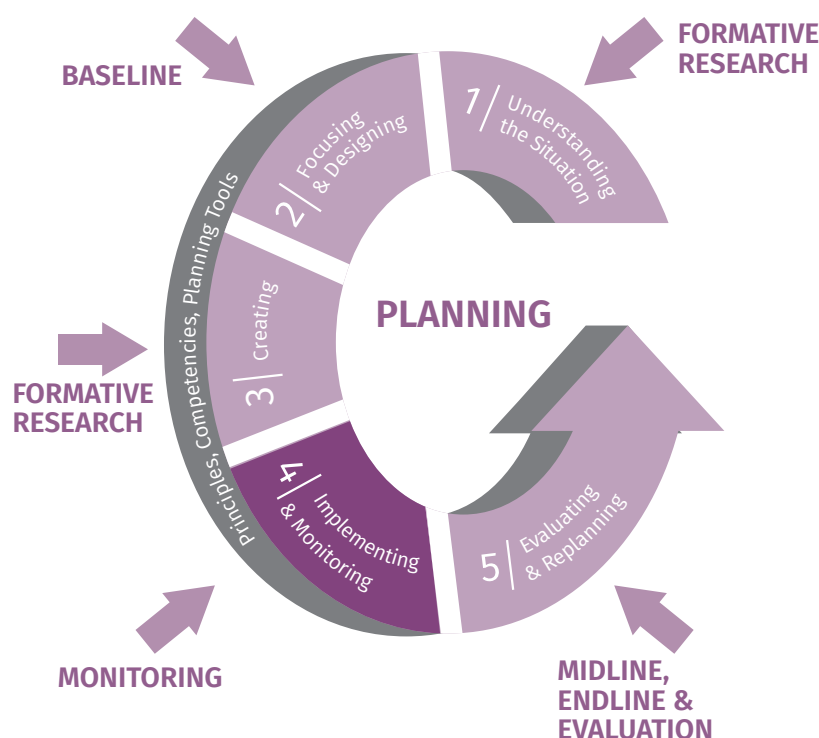 BASELINE
FORMATIVE
RESEARCH
1 Understanding
the Situation
2 Focusing
& Designing
Principles, Competencies, Planning Tools
PLANNING
3 Creating
FORMATIVE
RESEARCH
4 Implementing
& Monitoring
5 Evaluating
& Replanning
MONITORING
MIDLINE,
ENDLINE &
EVALUATION